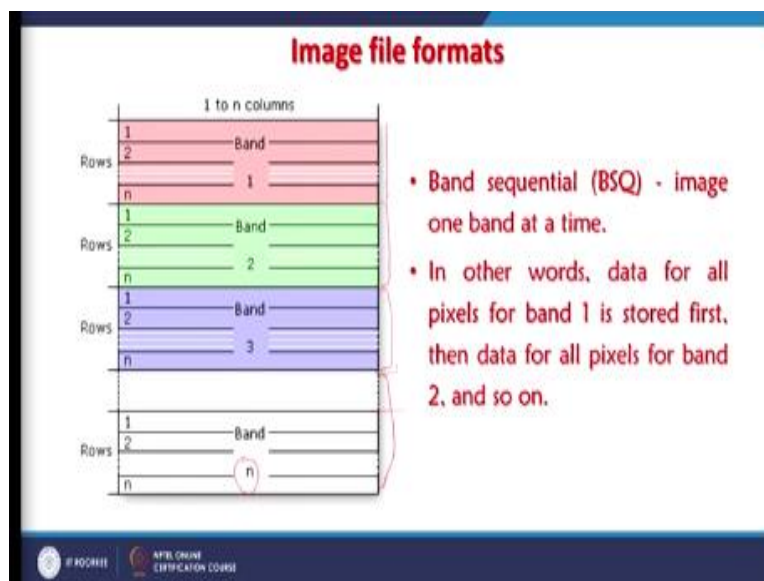 Image file formats
1 to n columns
Rows
1
2
n
Band
1
Rows
1
2
n
Band
2
Rows
1
2
n
Band
3
Rows
1
2
n
Band
n
• Band sequential (BSQ) - image
one band at a time.
• In other words, data for all
pixels for band 1 is stored first,
then data for all pixels for band
2, and so on.
IIT ROORKEE
NPTEL ONLINE
CERTIFICATION COURSE